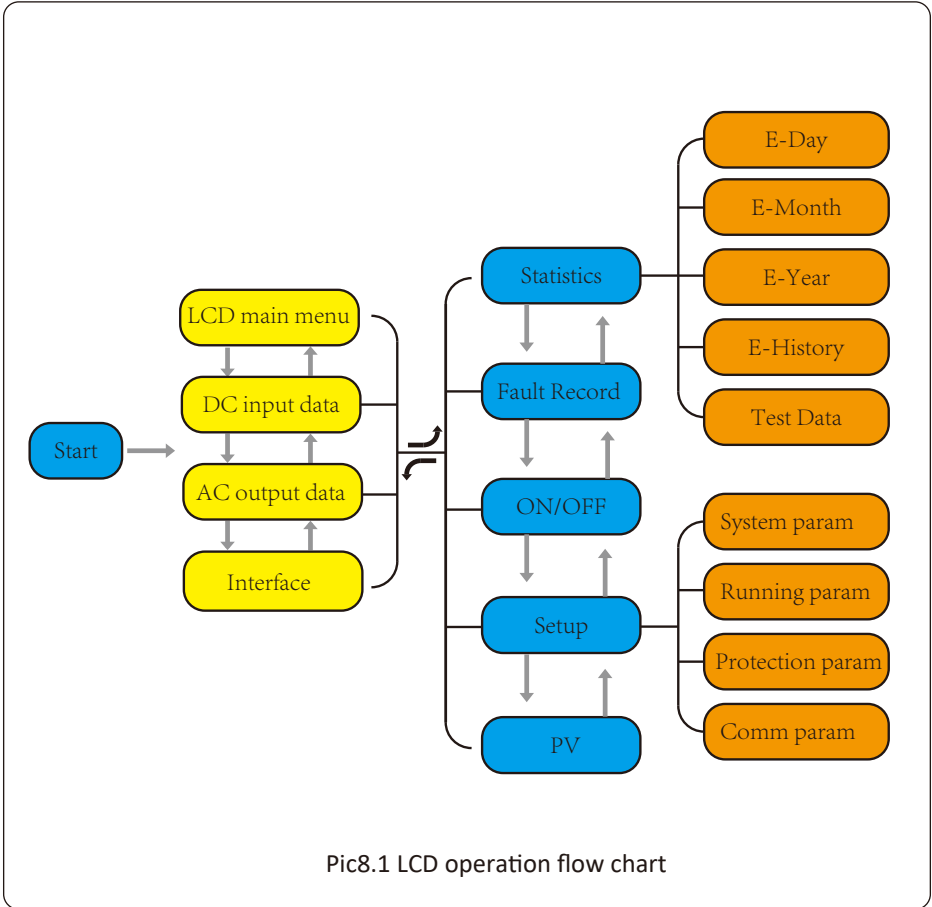 Start
LCD main menu
DC input data
AC output data
Interface
Statistics
Fault Record
ON/OFF
Setup
PV
E-Day
E-Month
E-Year
E-History
Test Data
System param
Running param
Protection param
Comm param
Pic8.1 LCD operation flow chart